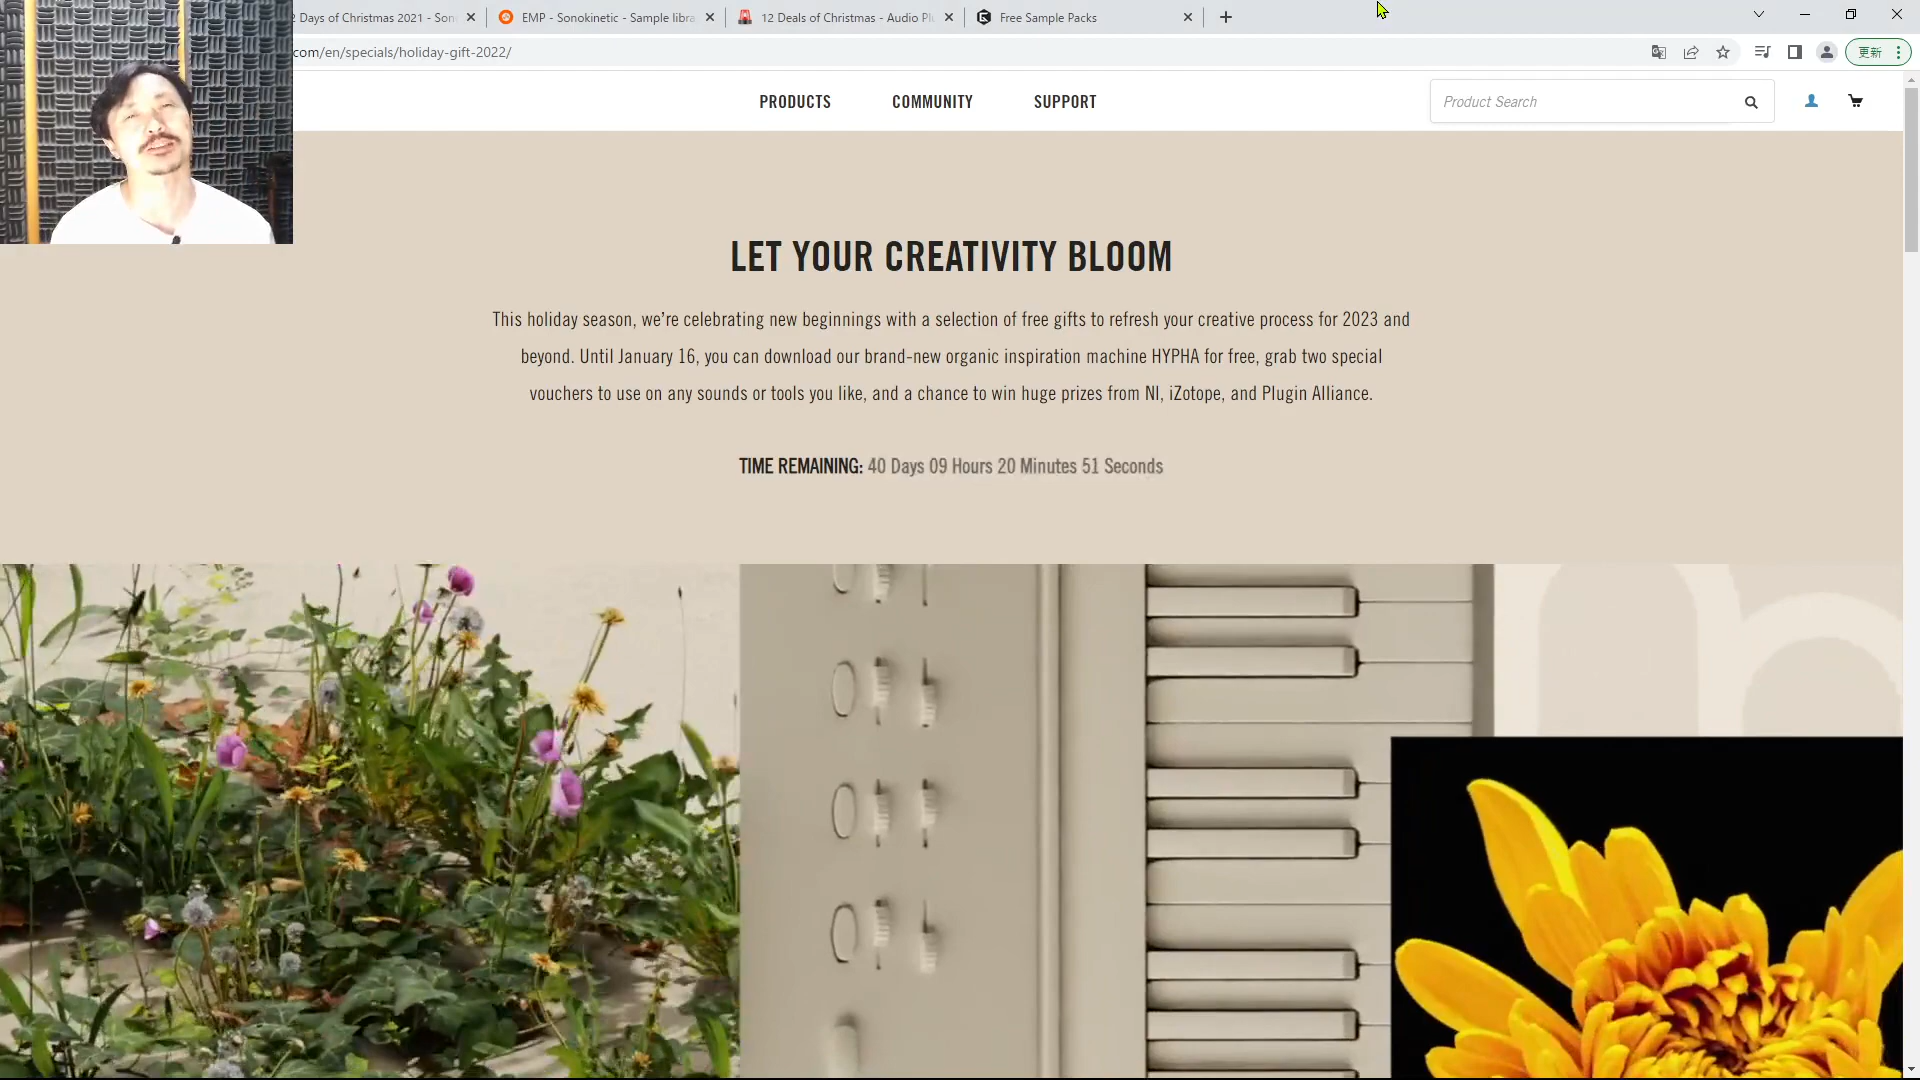 2 Days of Christmas 2021 - Son
EMP - Sonokinetic - Sample libra
12 Deals of Christmas - Audio Pl
Free Sample Packs
com/en/specials/holiday-gift-2022/
更新
PRODUCTS
COMMUNITY
SUPPORT
Product Search
LET YOUR CREATIVITY BLOOM
This holiday season, we’re celebrating new beginnings with a selection of free gifts to refresh your creative process for 2023 and
beyond. Until January 16, you can download our brand-new organic inspiration machine HYPHA for free, grab two special
vouchers to use on any sounds or tools you like, and a chance to win huge prizes from NI, iZotope, and Plugin Alliance.
TIME REMAINING: 40 Days 09 Hours 20 Minutes 51 Seconds